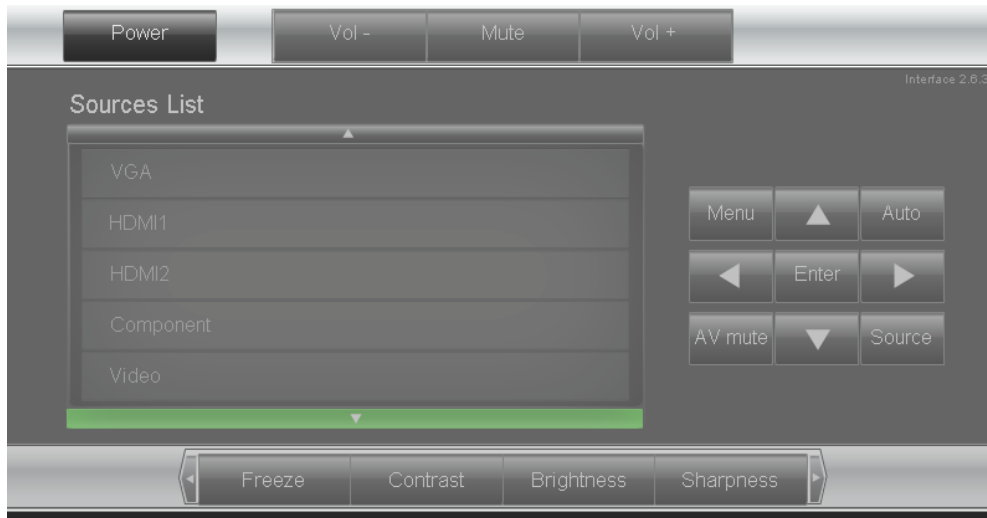 Power
Vol -
Mute
Vol +
Interface 2.6.3
Sources List
VGA
HDMI1
HDMI2
Component
Video
Menu
Auto
Enter
AV mute
Source
Freeze
Contrast
Brightness
Sharpness